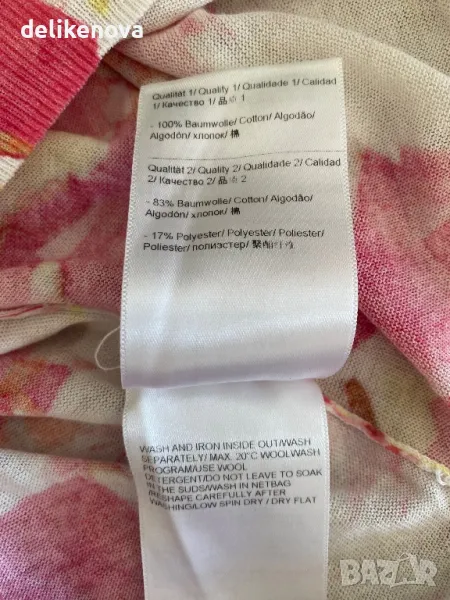 delikenova
Qualität 1/ Quality 1/ Qualidade 1/ Calidad
1/ Качество 1/ 品质 1
- 100% Baumwolle/ Cotton/ Algodão/
Algodón/ хлопок/ 棉
Qualität 2/ Quality 2/ Qualidade 2/ Calidad
2/ Качество 2/ 品质 2
- 83% Baumwolle/ Cotton/ Algodão/
Algodón/ хлопок/ 棉
- 17% Polyester/ Polyester/ Poliester/
Poliester/ полиэстер/
WASH AND IRON INSIDE OUT/WASH
SEPARATELY/ MAX. 20°C WOOLWASH
PROGRAM/USE WOOL
DETERGENT/DO NOT LEAVE TO SOAK
IN THE SUDS/WASH IN NETBAG
/RESHAPE CAREFULLY AFTER
WASHING/LOW SPIN DRY / DRY FLAT
BAZAR.bg